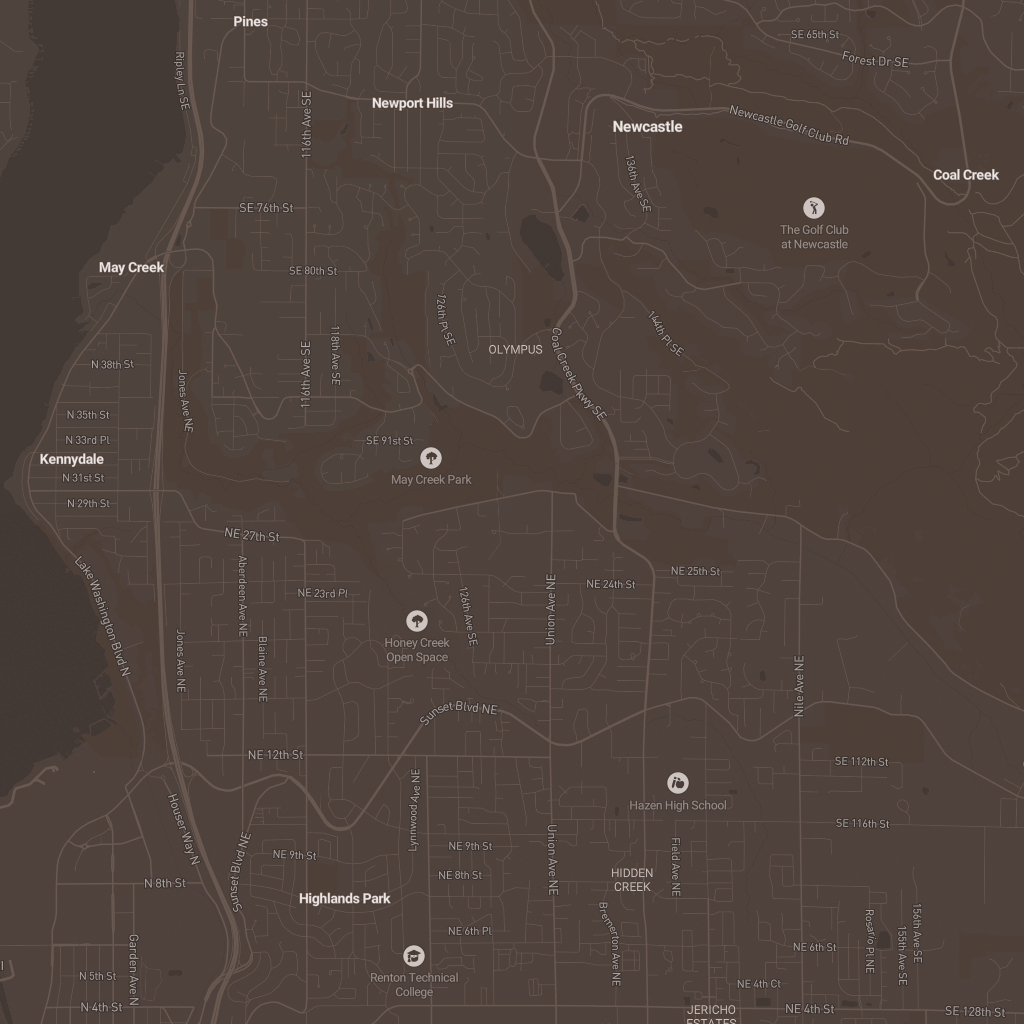 Pines
SE 65th St
Forest Dr SE
Ripley Ln SE
Newport Hills
116th Ave SE
Newcastle
Newcastle Golf Club Rd
136th Ave SE
Coal Creek
SE 76th St
The Golf Club
at Newcastle
May Creek
SE 80th St
126th Pl SE
144th Pl SE
OLYMPUS
Coal Creek Pkwy SE
118th Ave SE
116th Ave SE
N 38th St
Jones Ave NE
N 35th St
N 33rd Pl
SE 91st St
Kennydale
N 31st St
May Creek Park
N 29th St
NE 27th St
Lake Washington Blvd N
Aberdeen Ave NE
NE 23rd Pl
126th Ave SE
Union Ave NE
NE 24th St
NE 25th St
Honey Creek
Open Space
Jones Ave NE
Blaine Ave NE
Nile Ave NE
Sunset Blvd NE
NE 12th St
SE 112th St
Hazen High School
Lynnwood Ave NE
Houser Way N
SE 116th St
Sunset Blvd NE
NE 9th St
NE 9th St
Union Ave NE
Field Ave NE
NE 8th St
HIDDEN
CREEK
N 8th St
Highlands Park
NE 6th Pl
Bremerton Ave NE
Rosario Pl NE
156th Ave SE
155th Ave SE
NE 6th St
Garden Ave N
N 5th St
Renton Technical
College
NE 4th Ct
N 4th St
JERICHO
ESTATES
NE 4th St
SE 128th St